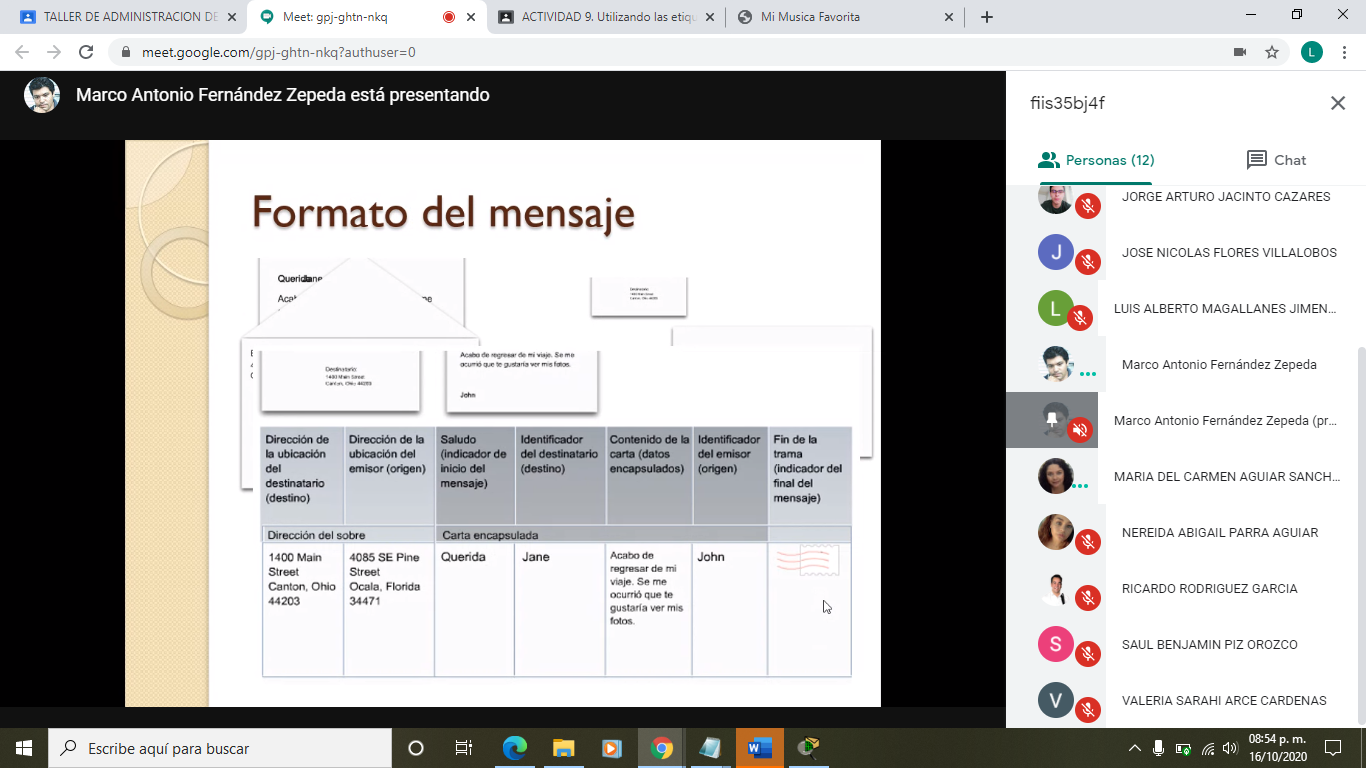 TALLER DE ADMINISTRACION DE
Meet: gpj-ghtn-nkq
ACTIVIDAD 9. Utilizando las etiqu
Mi Musica Favorita
meet.google.com/gpj-ghtn-nkq?authuser=0
L
Marco Antonio Fernández Zepeda está presentando
fiis35bj4f
Personas (12)
Chat
Formato del mensaje
Querida Jane
Destinatario:
1400 Main Street
Canton, Ohio 44203
Destinatario:
1400 Main Street
Canton, Ohio 44203
Acabo de regresar de mi viaje. Se me
ocurrió que te gustaría ver mis fotos.
John
Dirección de
la ubicación
del
destinatario
(destino)
Dirección de la
ubicación del
emisor (origen)
Saludo
(indicador de
inicio del
mensaje)
Identificador
del destinatario
(destino)
Contenido de la
carta (datos
encapsulados)
Identificador
del emisor
(origen)
Fin de la
trama
(indicador del
final del
mensaje)
Dirección del sobre
Carta encapsulada
1400 Main
Street
Canton, Ohio
44203
4085 SE Pine
Street
Ocala, Florida
34471
Querida
Jane
Acabo de
regresar de mi
viaje. Se me
ocurrió que te
gustaría ver mis
fotos.
John
JORGE ARTURO JACINTO CAZARES
J
JOSE NICOLAS FLORES VILLALOBOS
L
LUIS ALBERTO MAGALLANES JIMEN...
Marco Antonio Fernández Zepeda
Marco Antonio Fernández Zepeda (pr...
MARIA DEL CARMEN AGUIAR SANCH...
NEREIDA ABIGAIL PARRA AGUIAR
RICARDO RODRIGUEZ GARCIA
S
SAUL BENJAMIN PIZ OROZCO
V
VALERIA SARAHI ARCE CARDENAS
Escribe aquí para buscar
08:54 p. m.
16/10/2020